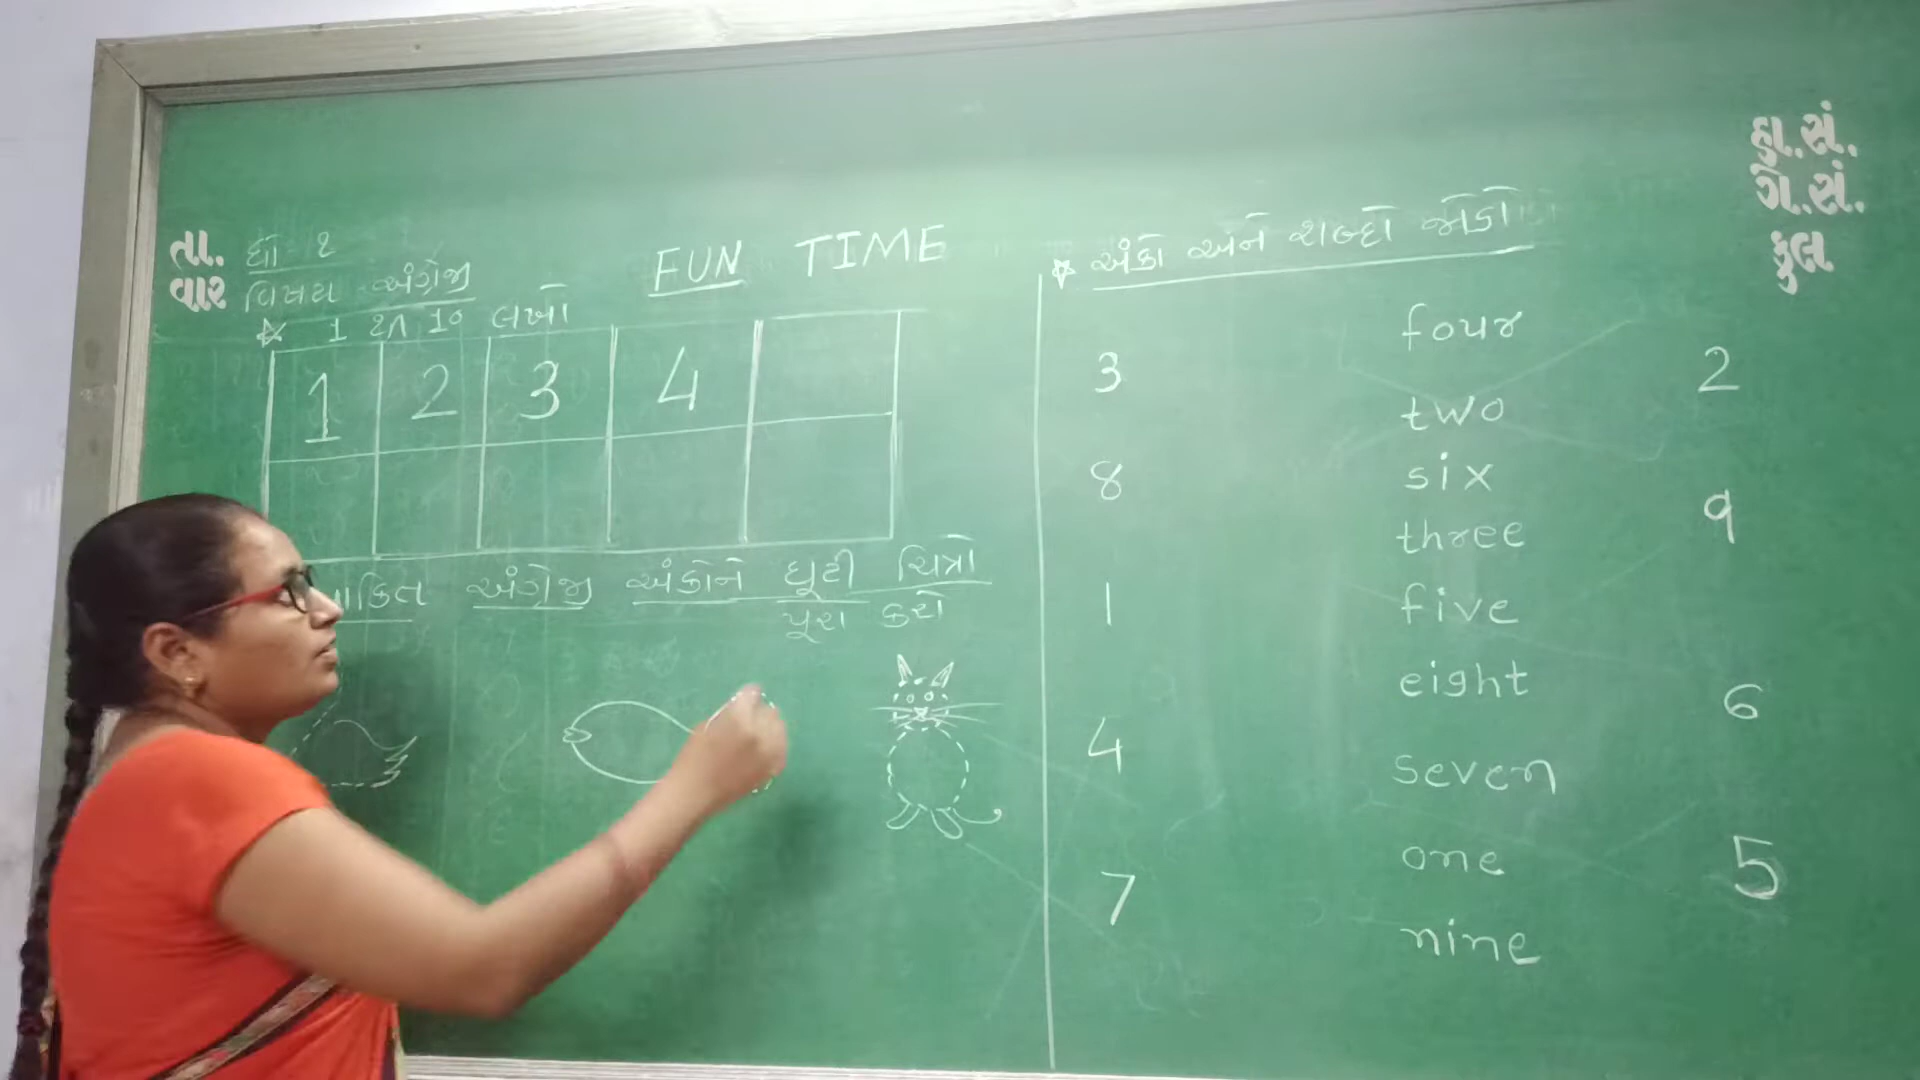 તા. ધો - ૧
વાર વિષય અંગ્રેજી
FUN TIME
☆ 1 થી 10 લખો
1 2 3 4
અંગ્રેજી અંકોને ઘૂંટી ચિત્રો
પૂરા કરો
☆ અંકો અને શબ્દો જોડો
four
3 2
two
8 six 9
three
1 five
eight 6
4 seven
one 5
7 nine
હા.સં.
ગે.સં.
કુલ